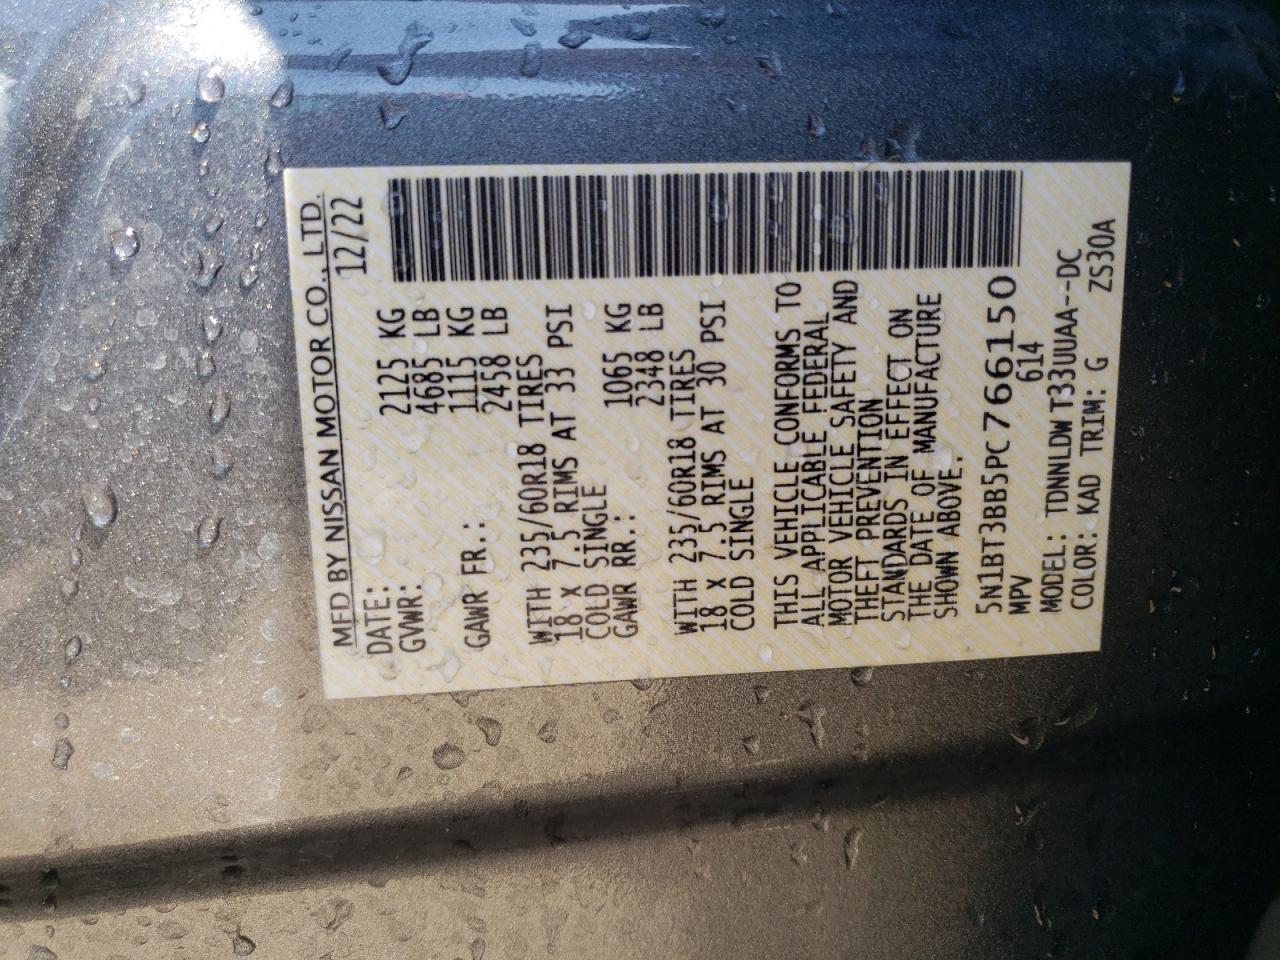 MFD BY NISSAN MOTOR CO., LTD.
DATE: 12/22
GVWR: 2125 KG
4685 LB
1115 KG
GAWR FR.: 2458 LB
WITH 235/60R18 TIRES
18 X 7.5 RIMS AT 33 PSI
COLD SINGLE
GAWR RR.: 1065 KG
2348 LB
WITH 235/60R18 TIRES
18 X 7.5 RIMS AT 30 PSI
COLD SINGLE
THIS VEHICLE CONFORMS TO
ALL APPLICABLE FEDERAL
MOTOR VEHICLE SAFETY AND
THEFT PREVENTION
STANDARDS IN EFFECT ON
THE DATE OF MANUFACTURE
SHOWN ABOVE.
5N1BT3BB5PC766150
MPV 614
MODEL: TDNNLDW T33UUAA--DC
COLOR: KAD TRIM: G ZS30A